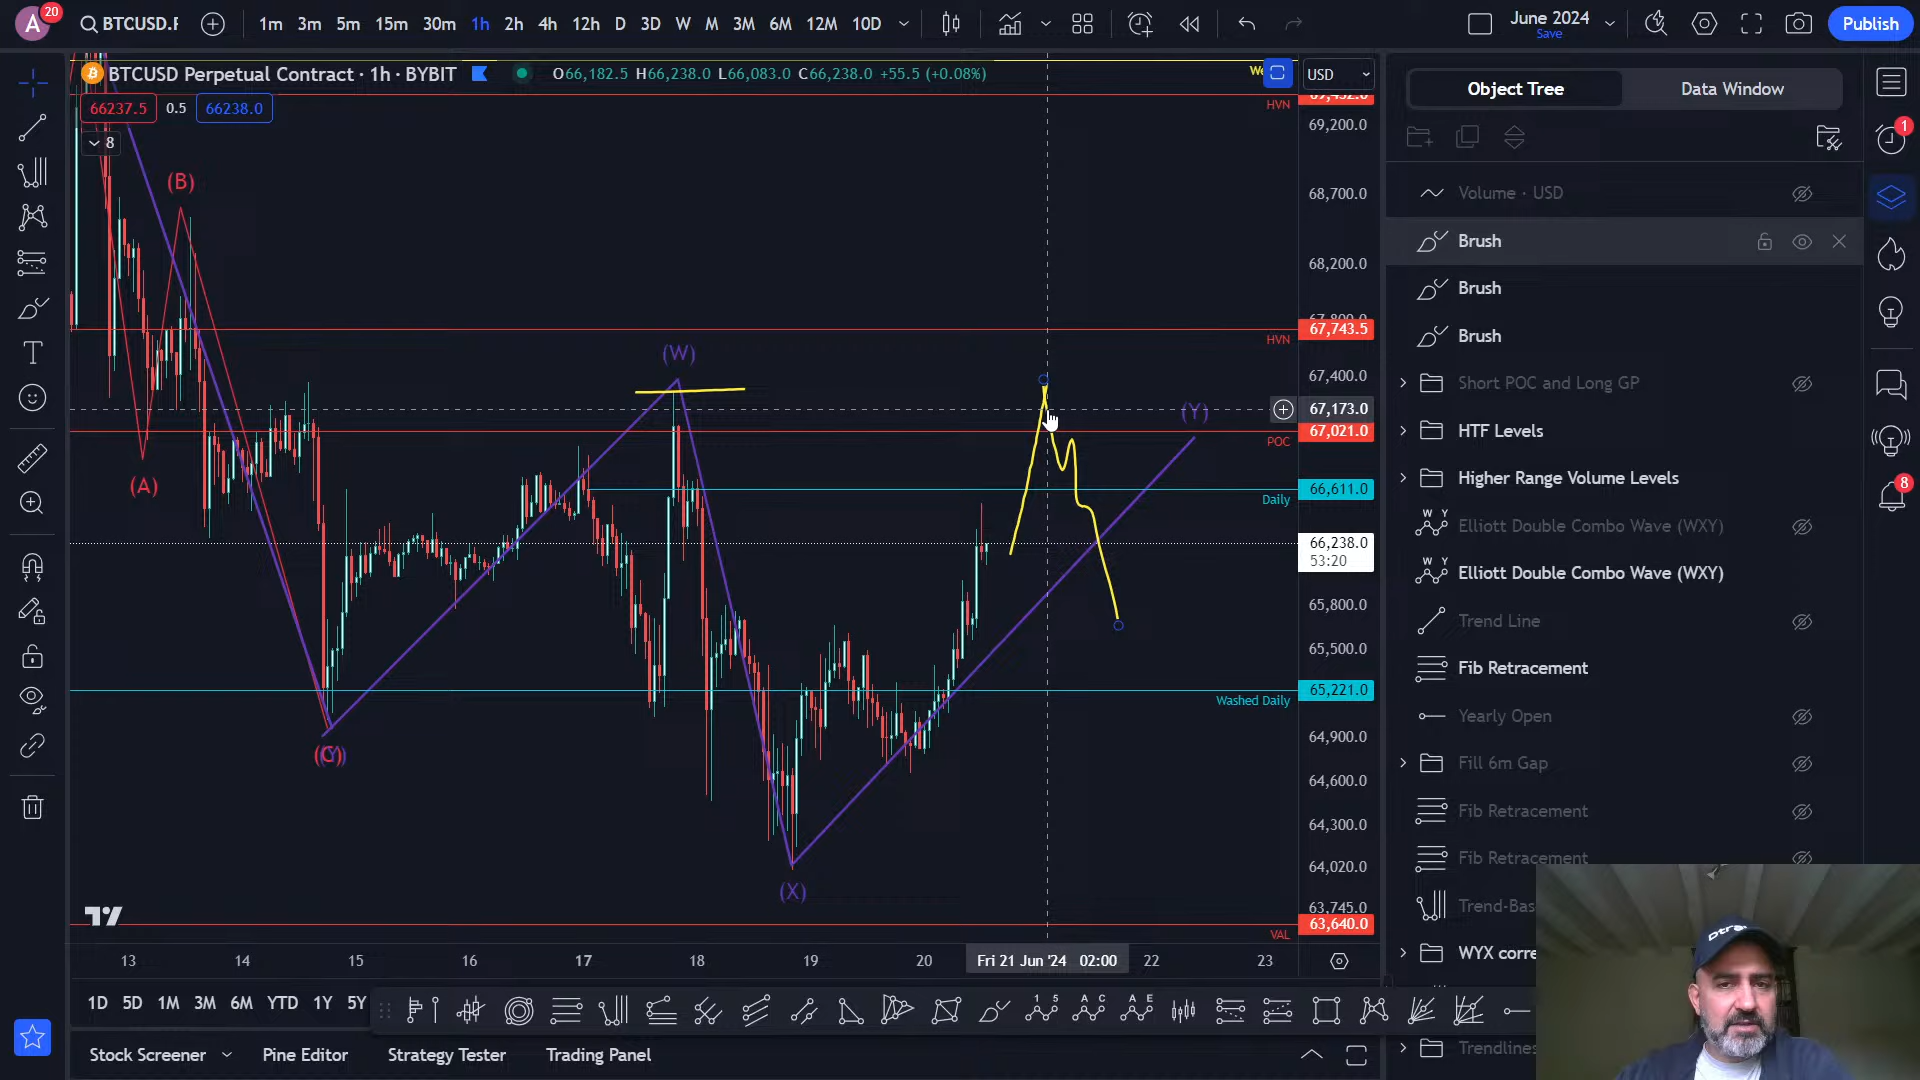 A
20
BTCUSD.F
1m 3m 5m 15m 30m 1h 2h 4h 12h D 3D W M 3M 6M 12M 10D
June 2024
Save
Publish
BTCUSD Perpetual Contract · 1h · BYBIT
O66,182.5 H66,238.0 L66,083.0 C66,238.0 +55.5 (+0.08%)
USD
66237.5 0.5 66238.0
8
Object Tree
Data Window
Volume · USD
Brush
Brush
Brush
Short POC and Long GP
HTF Levels
Higher Range Volume Levels
Elliott Double Combo Wave (WXY)
Elliott Double Combo Wave (WXY)
Trend Line
Fib Retracement
Yearly Open
Fill 6m Gap
Fib Retracement
Fib Retracement
Trend-Bas
WYX corre
Trendlines
1
8
HVN
69,200.0
68,700.0
68,200.0
67,743.5
HVN
67,400.0
67,173.0
67,021.0
POC
66,611.0
Daily
66,238.0
53:20
65,800.0
65,500.0
65,221.0
Washed Daily
64,900.0
64,600.0
64,300.0
64,020.0
63,745.0
63,640.0
VAL
(B)
(A)
(C)
(W)
(X)
(Y)
13 14 15 16 17 18 19 20 Fri 21 Jun '24 02:00 22 23
1D 5D 1M 3M 6M YTD 1Y 5Y
Stock Screener
Pine Editor
Strategy Tester
Trading Panel